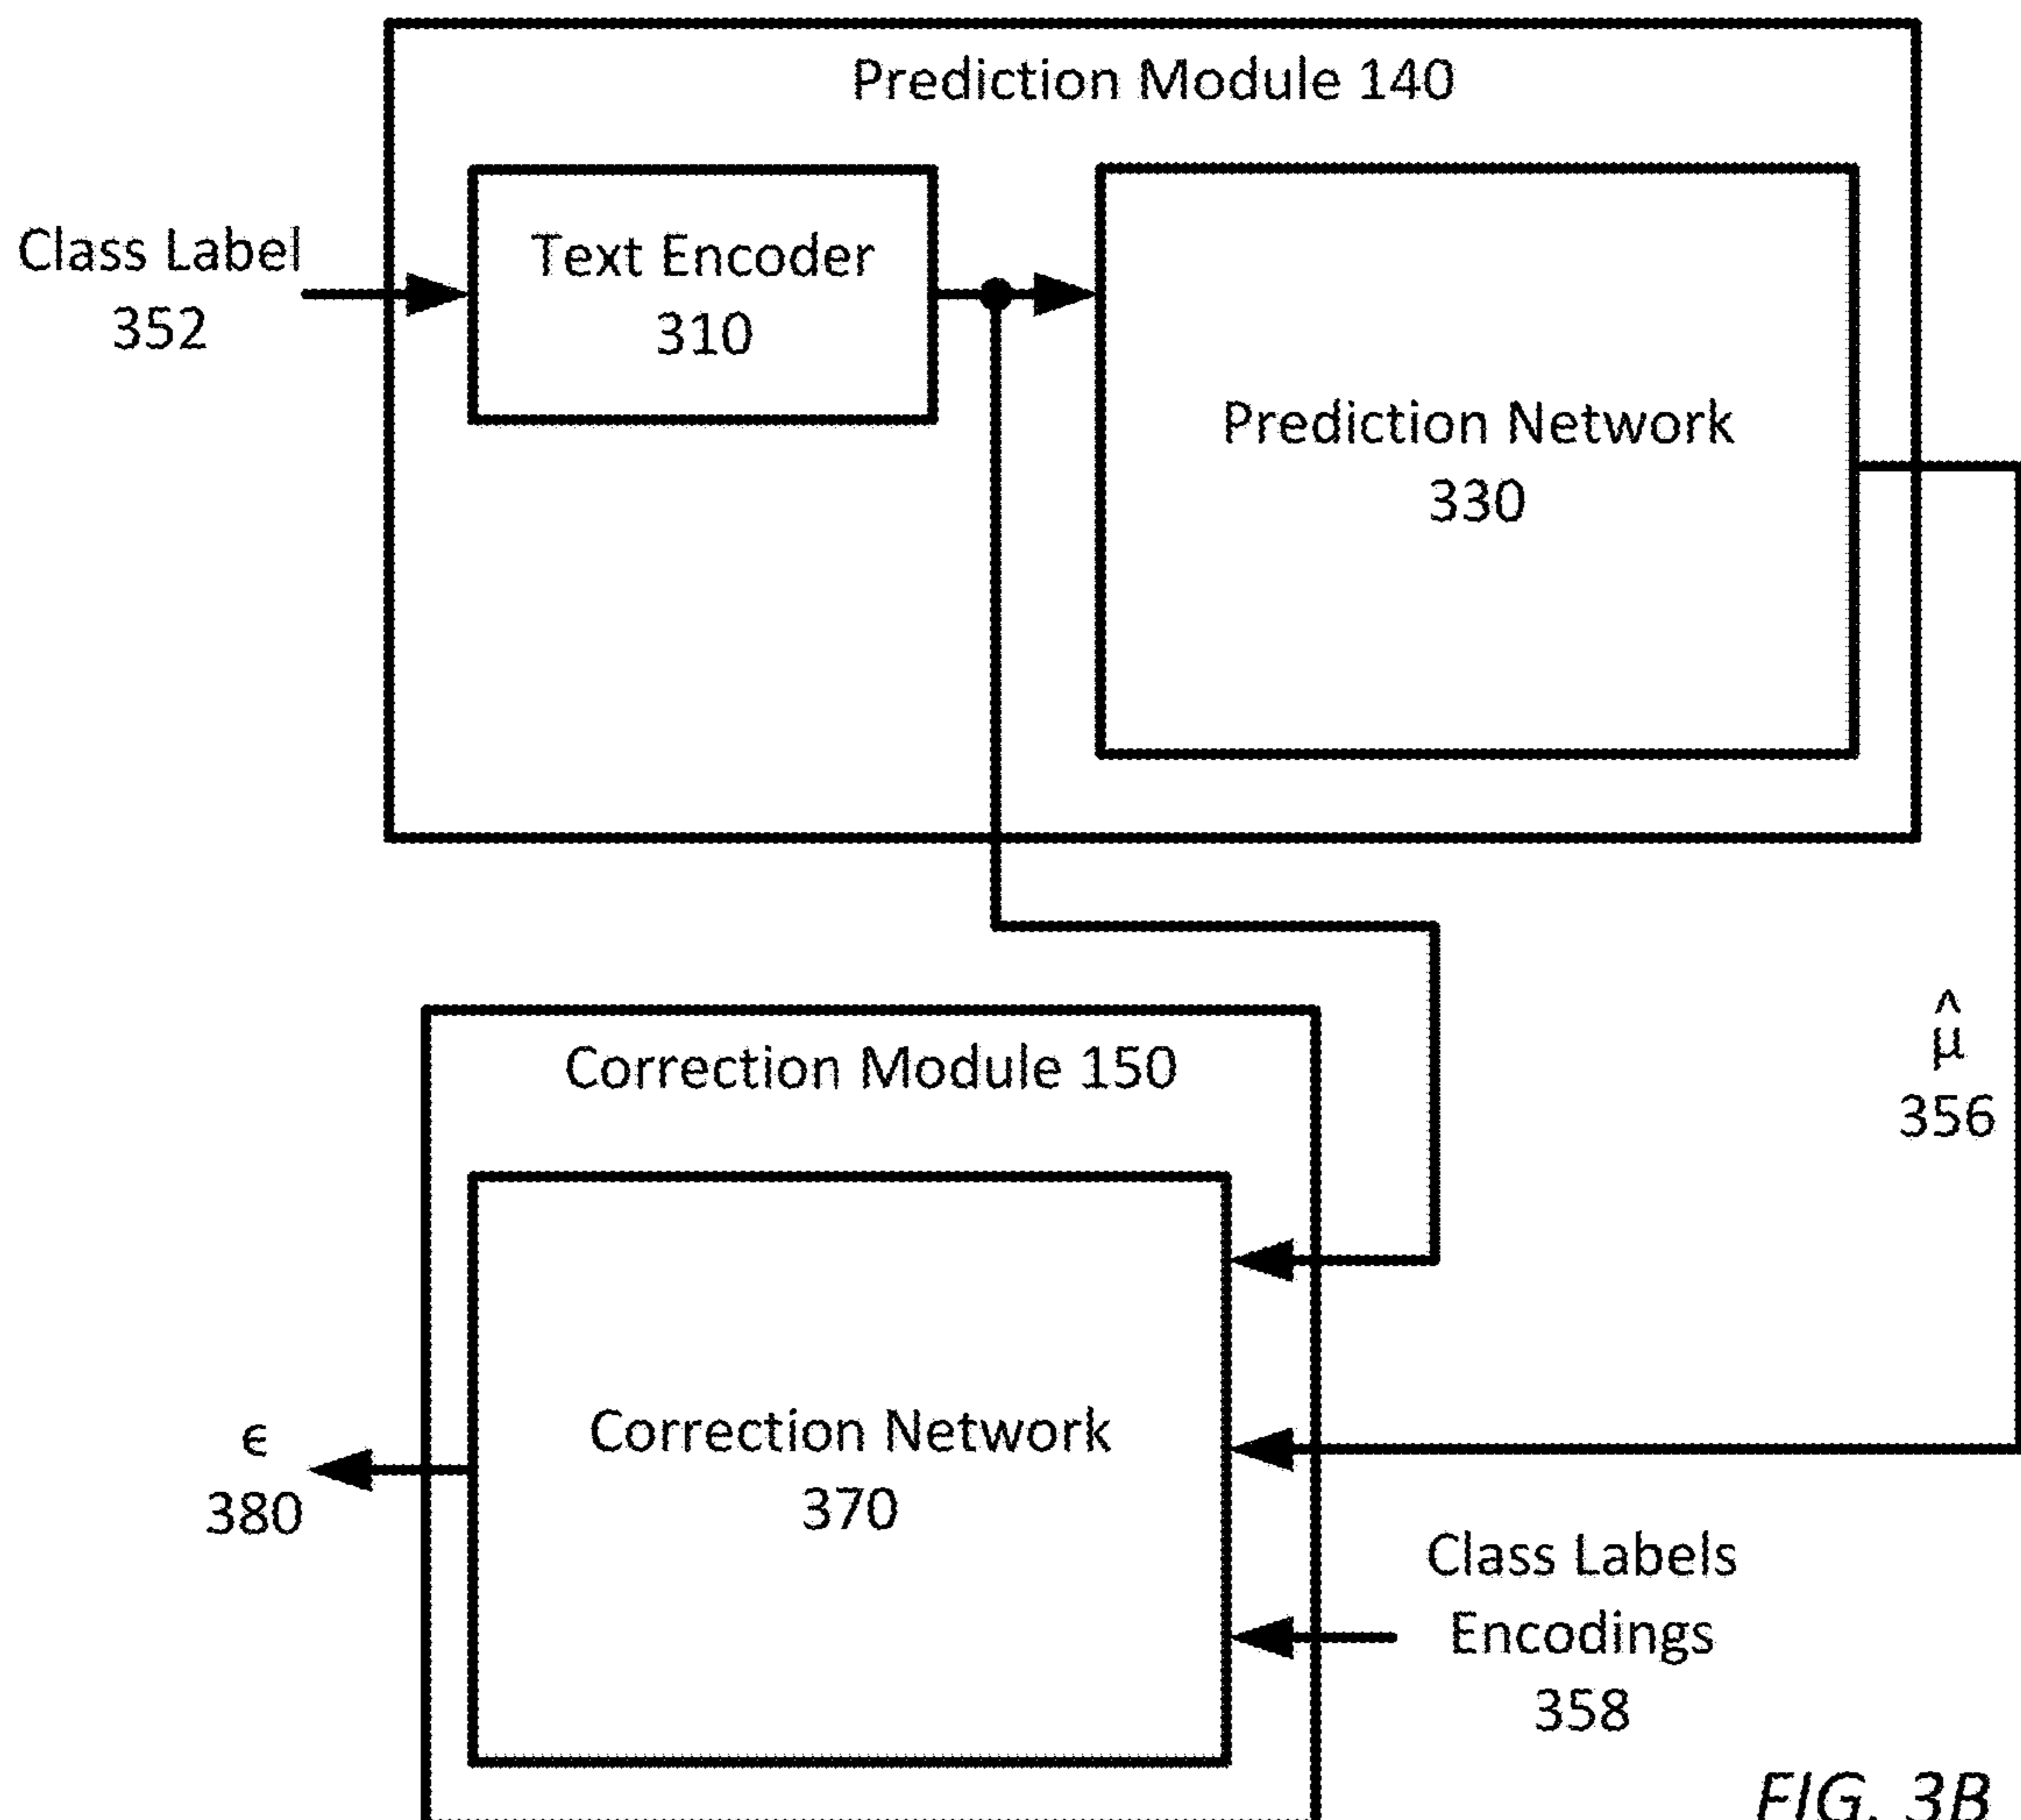 Prediction Module 140
Class Label
352
Text Encoder
310
Prediction Network
330
μ̂
356
Correction Module 150
Correction Network
370
ϵ
380
Class Labels
Encodings
358
FIG. 3B